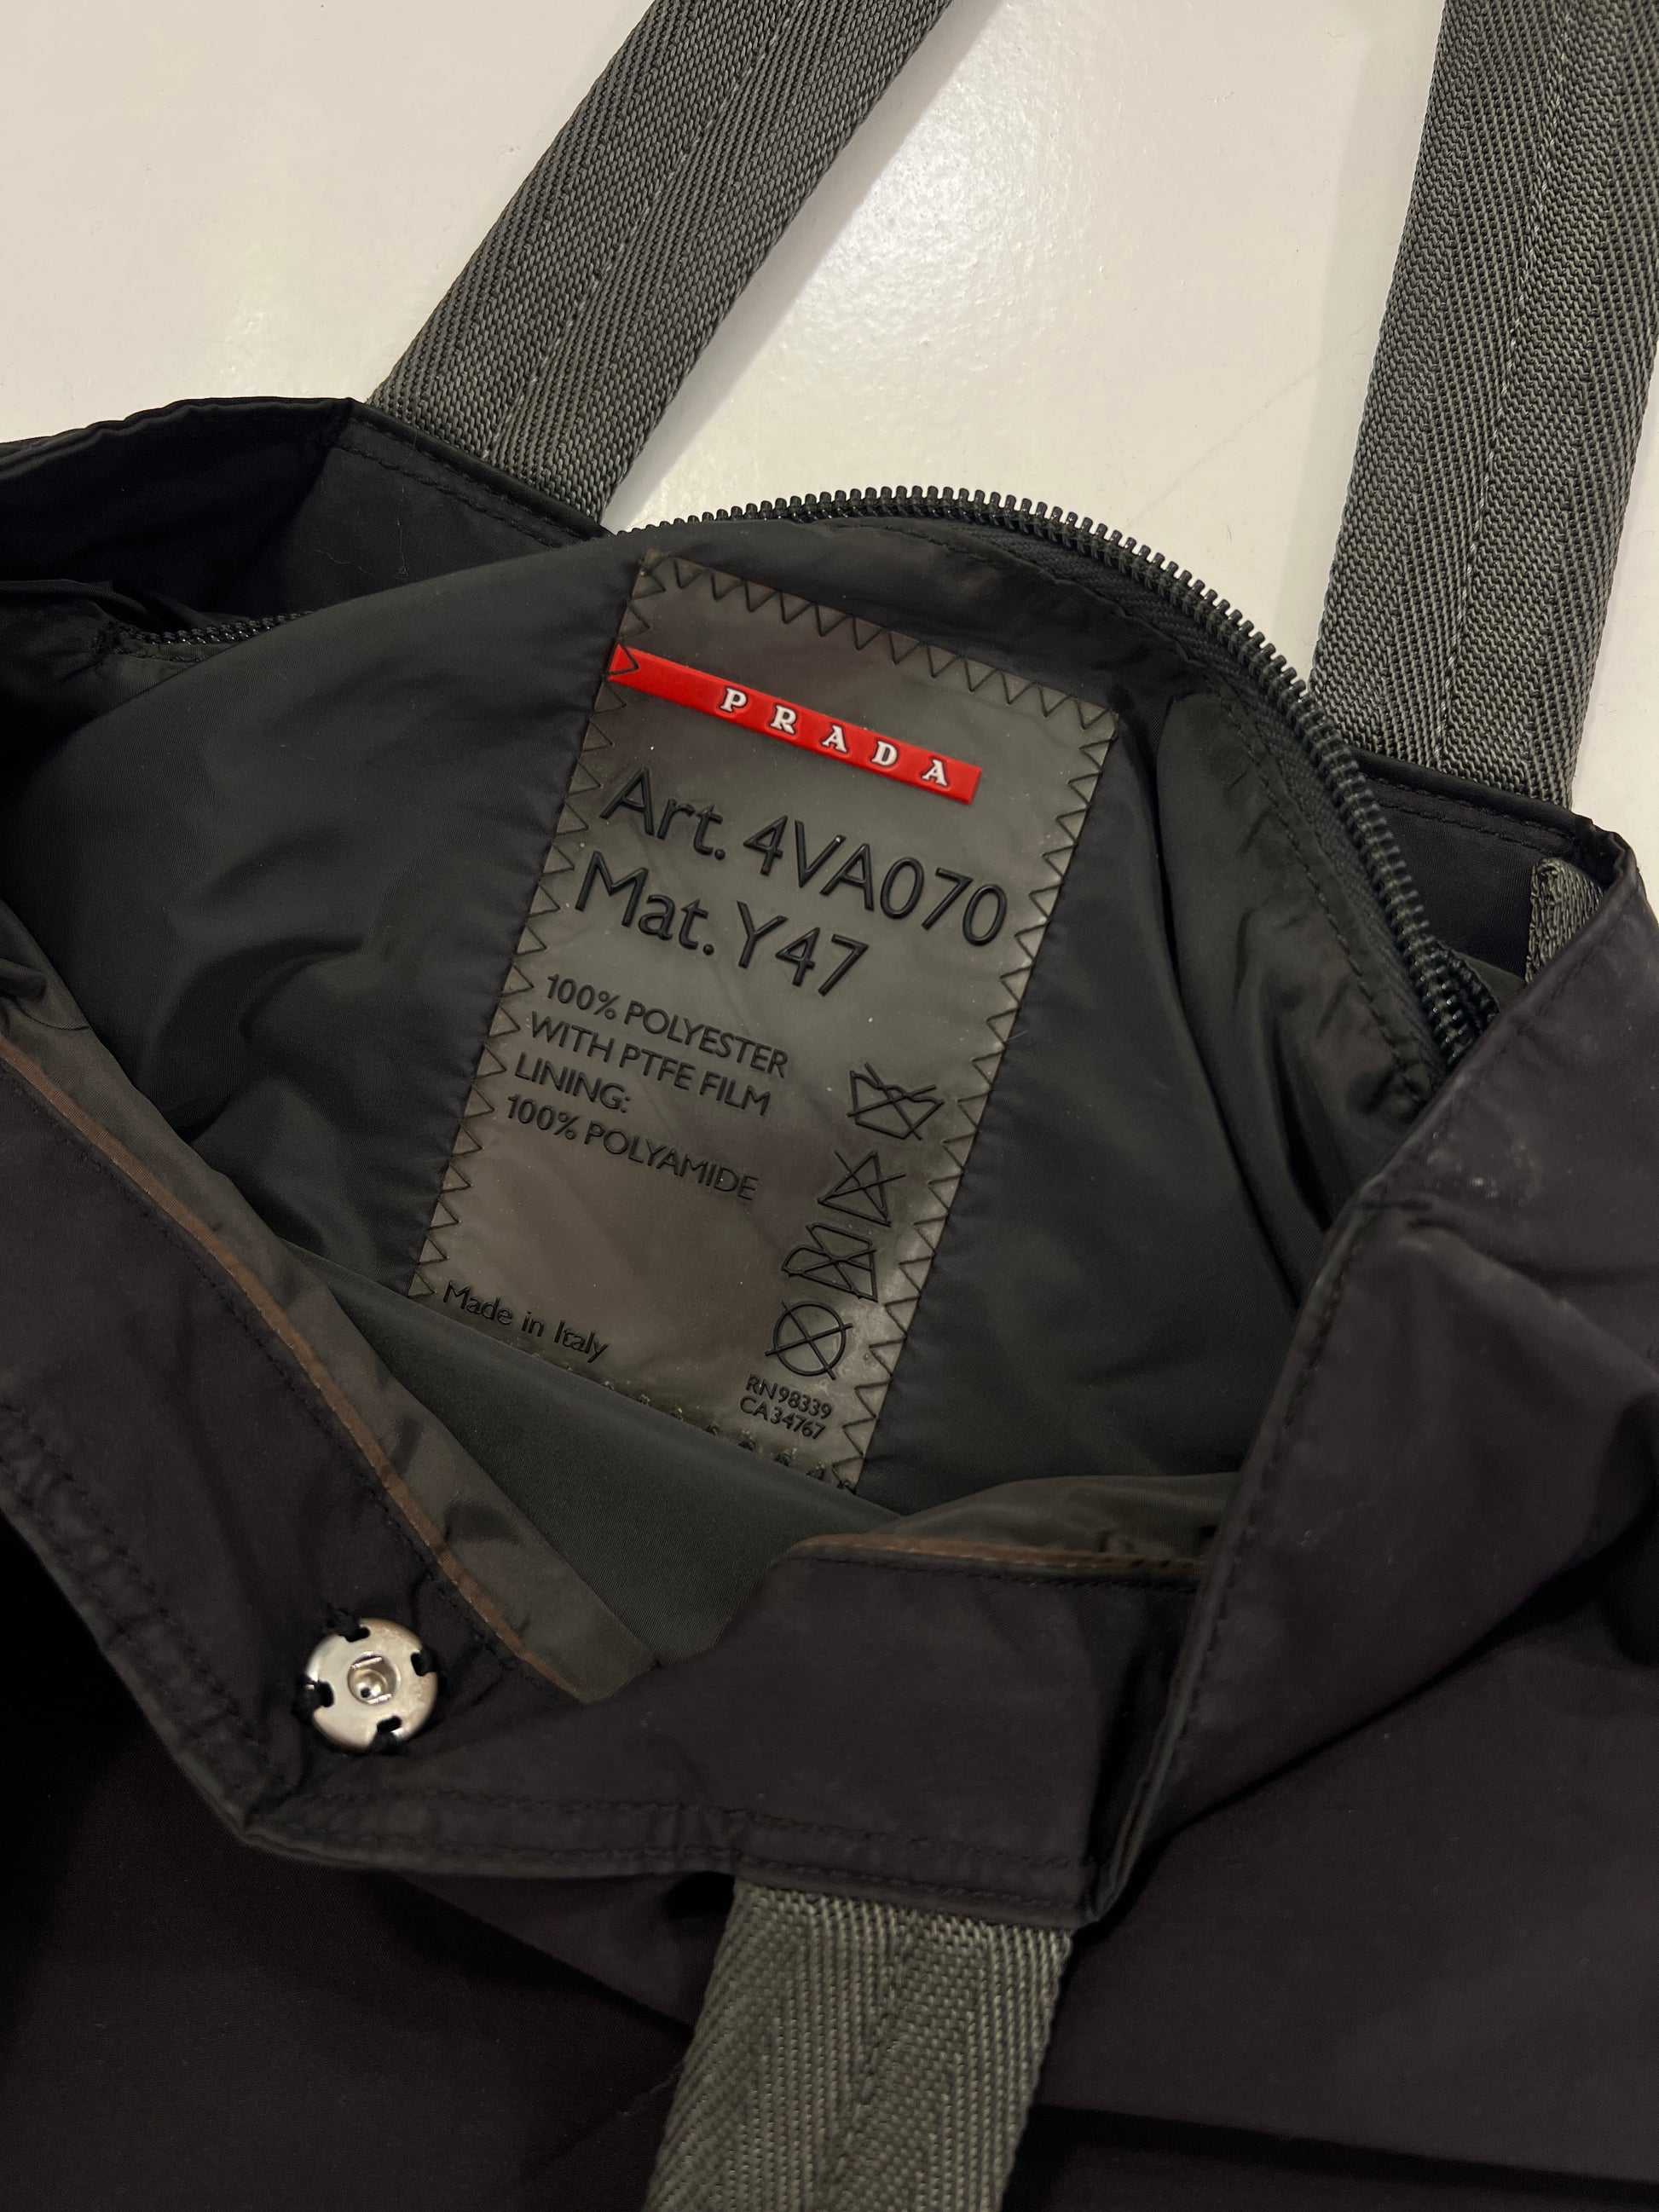 PRADA
Art. 4VA070
Mat. Y47
100% POLYESTER
WITH PTFE FILM
LINING:
100% POLYAMIDE
Made in Italy
RN98339
CA34767